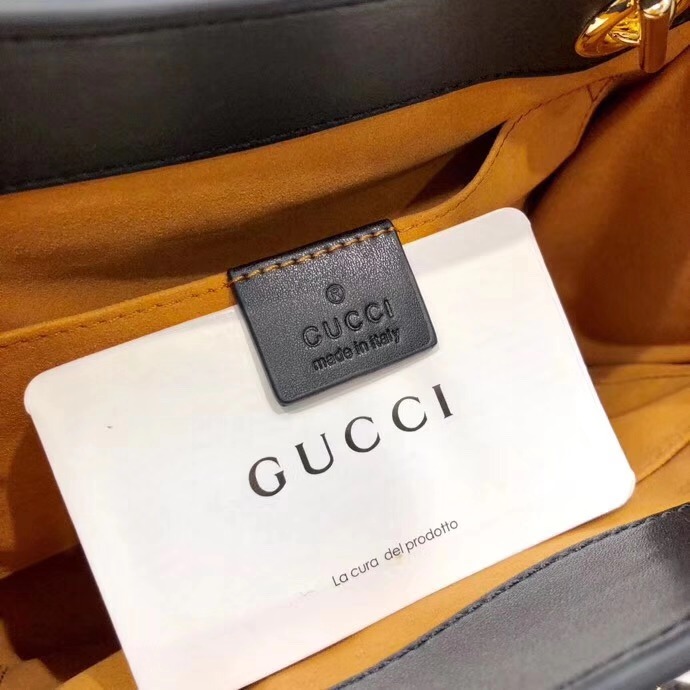 ®
GUCCI
made in Italy
GUCCI
La cura del prodotto